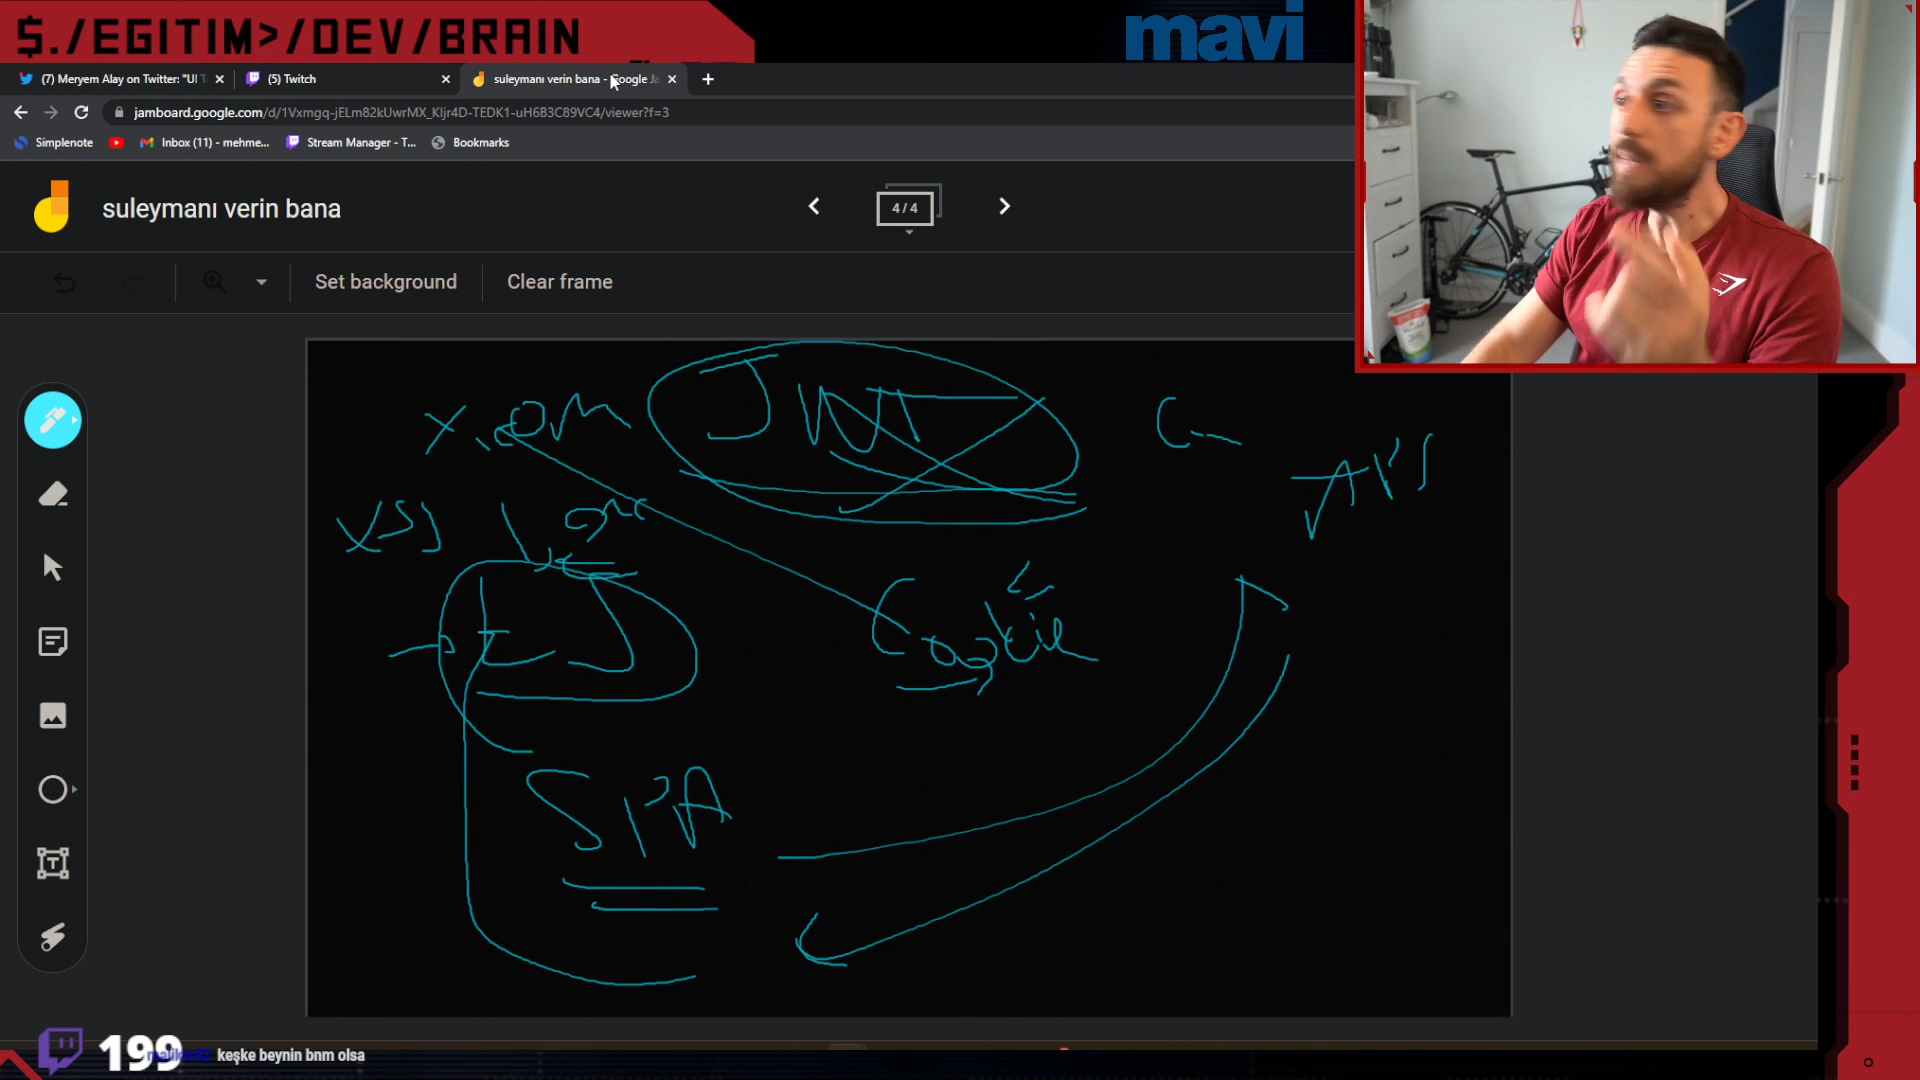 $./EGITIM>/DEV/BRAIN
mavi
(7) Meryem Alay on Twitter: "UI T
(5) Twitch
suleymanı verin bana - Google Ja
jamboard.google.com/d/1Vxmgq-jELm82kUwrMX_KIjr4D-TEDK1-uH6B3C89VC4/viewer?f=3
Simplenote
Inbox (11) - mehme...
Stream Manager - T...
Bookmarks
suleymanı verin bana
4 / 4
Set background
Clear frame
x.com
JWT
API
XSS
Cookie
SPA
199
keşke beynin bnm olsa